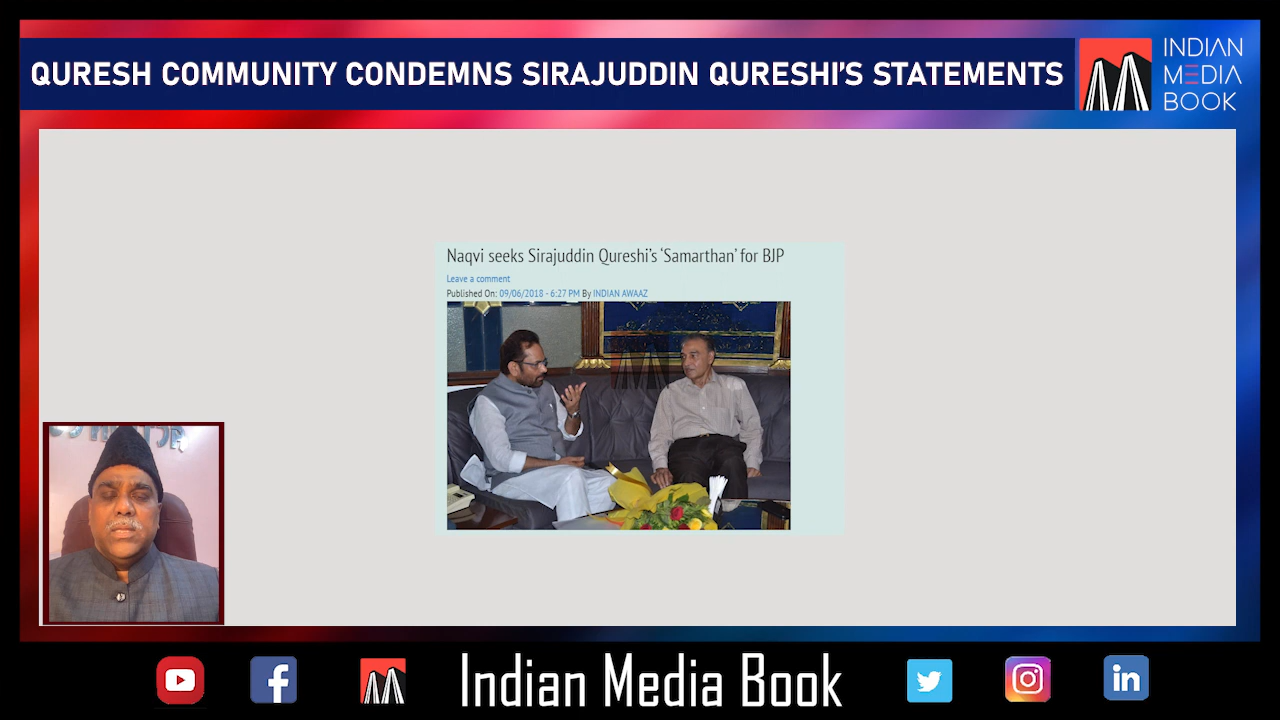 QURESH COMMUNITY CONDEMNS SIRAJUDDIN QURESHI'S STATEMENTS
INDIAN
MEDIA
BOOK
Naqvi seeks Sirajuddin Qureshi's 'Samarthan' for BJP
Leave a comment
Published On: 09/06/2018 - 6:27 PM By INDIAN AWAAZ
Indian Media Book